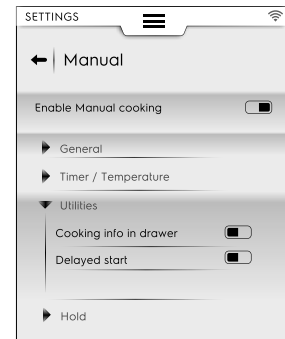 SETTINGS
Manual
Enable Manual cooking
General
Timer / Temperature
Utilities
Cooking info in drawer
Delayed start
Hold